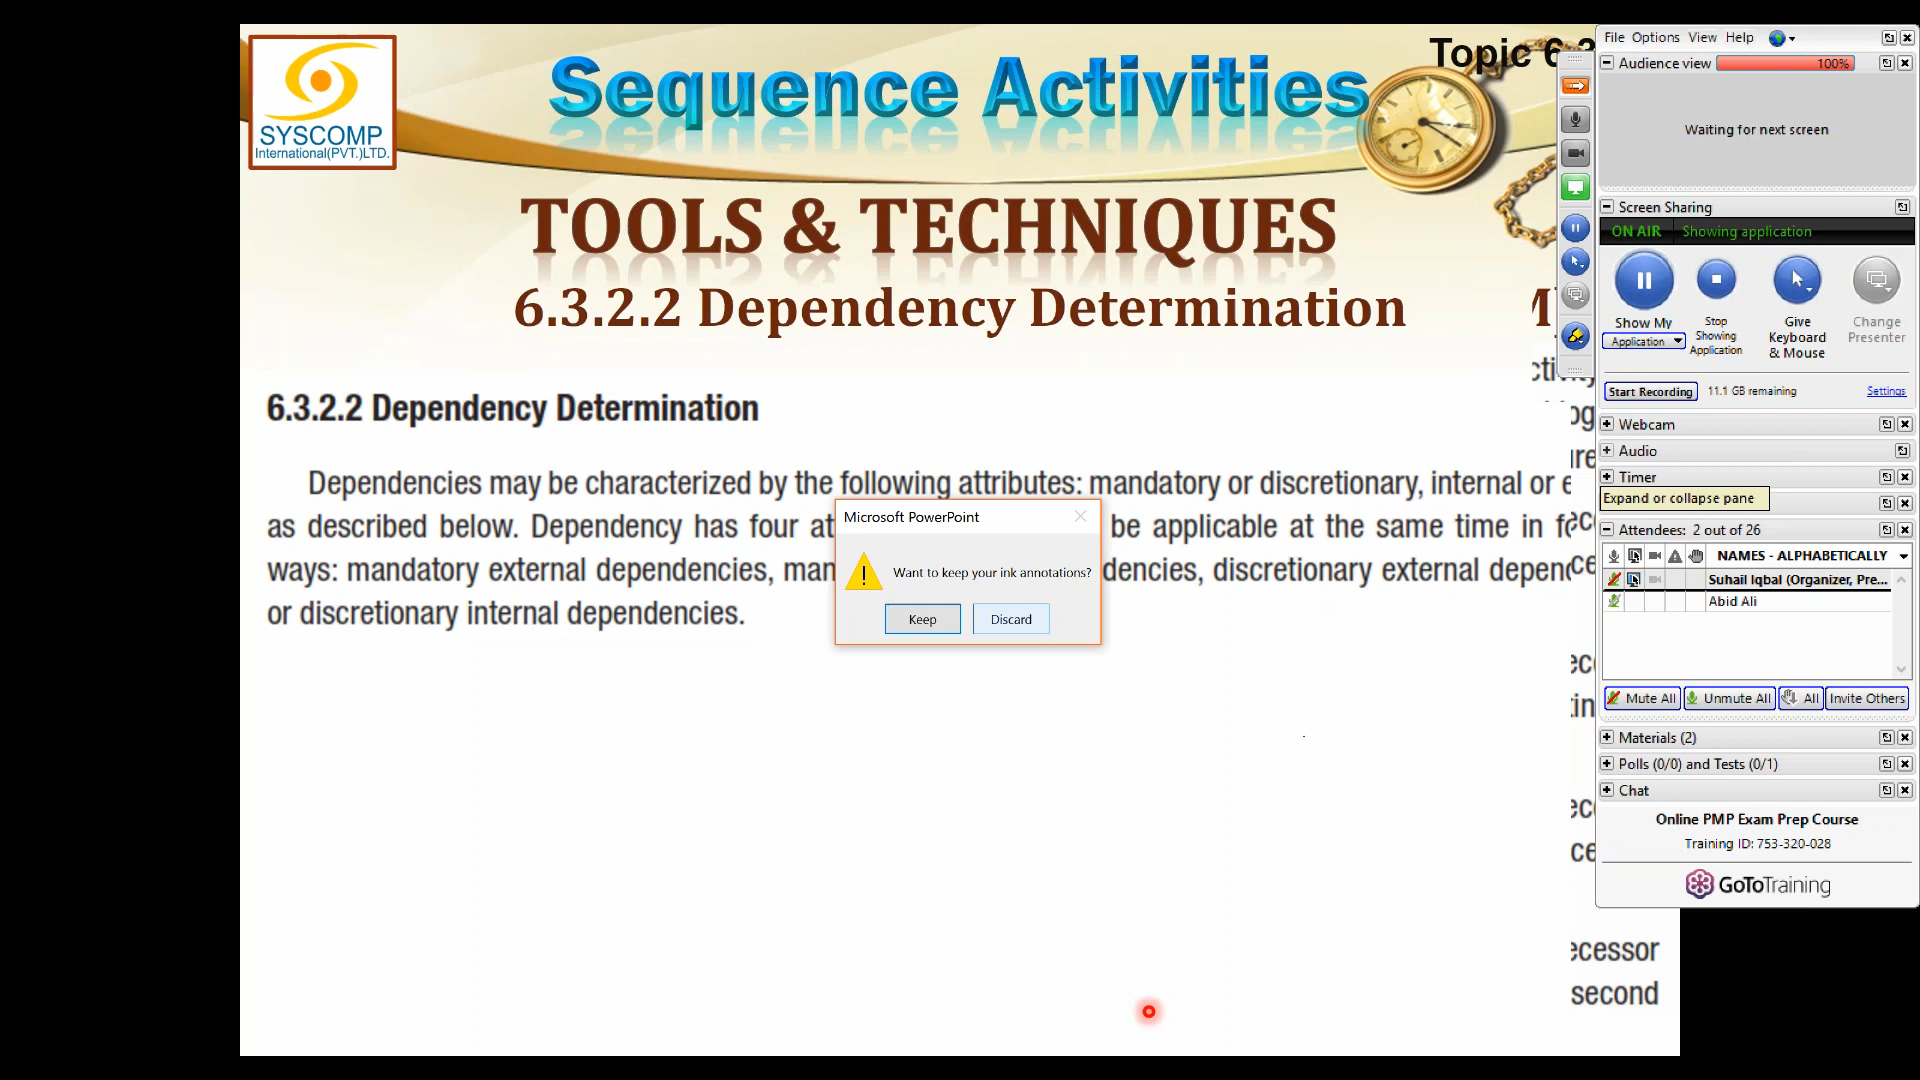 SYSCOMP
International(PVT.)LTD.
Sequence Activities
Topic 6.3
TOOLS & TECHNIQUES
6.3.2.2 Dependency Determination
6.3.2.2 Dependency Determination
Dependencies may be characterized by the following attributes: mandatory or discretionary, internal or
as described below. Dependency has four be applicable at the same time in
ways: mandatory external dependencies, discretionary external
or discretionary internal dependencies.
second
Microsoft PowerPoint
Want to keep your ink annotations?
Keep
Discard
File Options View Help
Audience view 100%
Waiting for next screen
Screen Sharing
ON AIR Showing application
Show My
Application
Stop
Showing
Application
Give
Keyboard
& Mouse
Change
Presenter
Start Recording 11.1 GB remaining Settings
Webcam
Audio
Timer
Expand or collapse pane
Attendees: 2 out of 26
NAMES - ALPHABETICALLY
Suhail Iqbal (Organizer, Pre...
Abid Ali
Mute All Unmute All All Invite Others
Materials (2)
Polls (0/0) and Tests (0/1)
Chat
Online PMP Exam Prep Course
Training ID: 753-320-028
GoToTraining